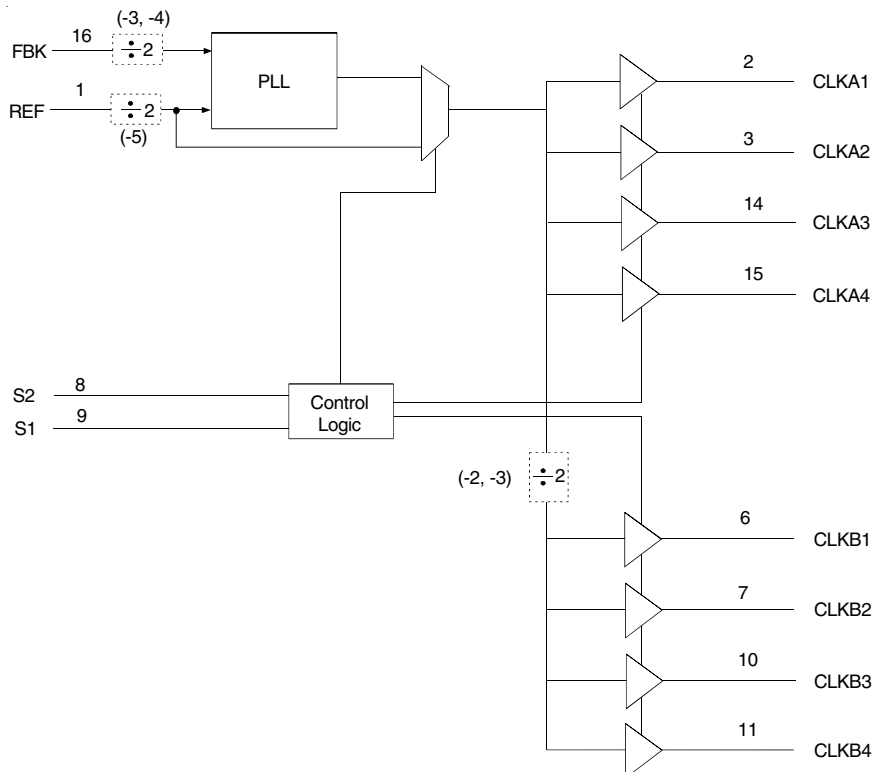 (-3, -4)
FBK 16 ÷2
PLL
REF 1 ÷2
(-5)
2 CLKA1
3 CLKA2
14 CLKA3
15 CLKA4
S2 8
S1 9
Control
Logic
(-2, -3) ÷2
6 CLKB1
7 CLKB2
10 CLKB3
11 CLKB4